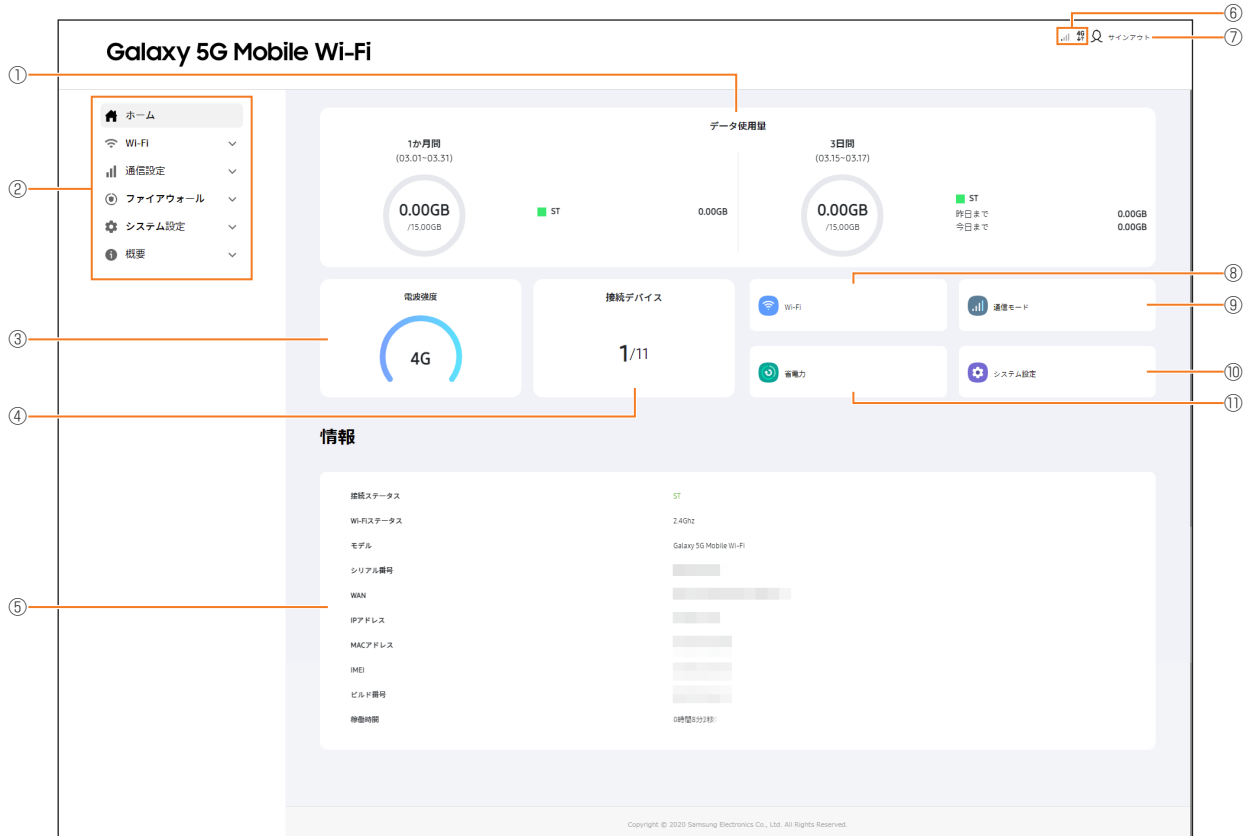 ⑥
Galaxy 5G Mobile Wi-Fi
4G サインアウト ⑦
①
ホーム
Wi-Fi
通信設定
②
ファイアウォール
システム設定
概要
データ使用量
1か月間
(03.01~03.31)
0.00GB
/15.00GB
ST 0.00GB
3日間
(03.15~03.17)
0.00GB
/15.00GB
ST
昨日まで 0.00GB
今日まで 0.00GB
③
電波強度
4G
接続デバイス
1/11
④
⑧
Wi-Fi
通信モード ⑨
省電力
システム設定 ⑩
⑪
情報
接続ステータス ST
Wi-Fiステータス 2.4Ghz
モデル Galaxy 5G Mobile Wi-Fi
シリアル番号
WAN
⑤
IPアドレス
MACアドレス
IMEI
ビルド番号
稼働時間 0時間8分2秒
Copyright © 2020 Samsung Electronics Co., Ltd. All Rights Reserved.